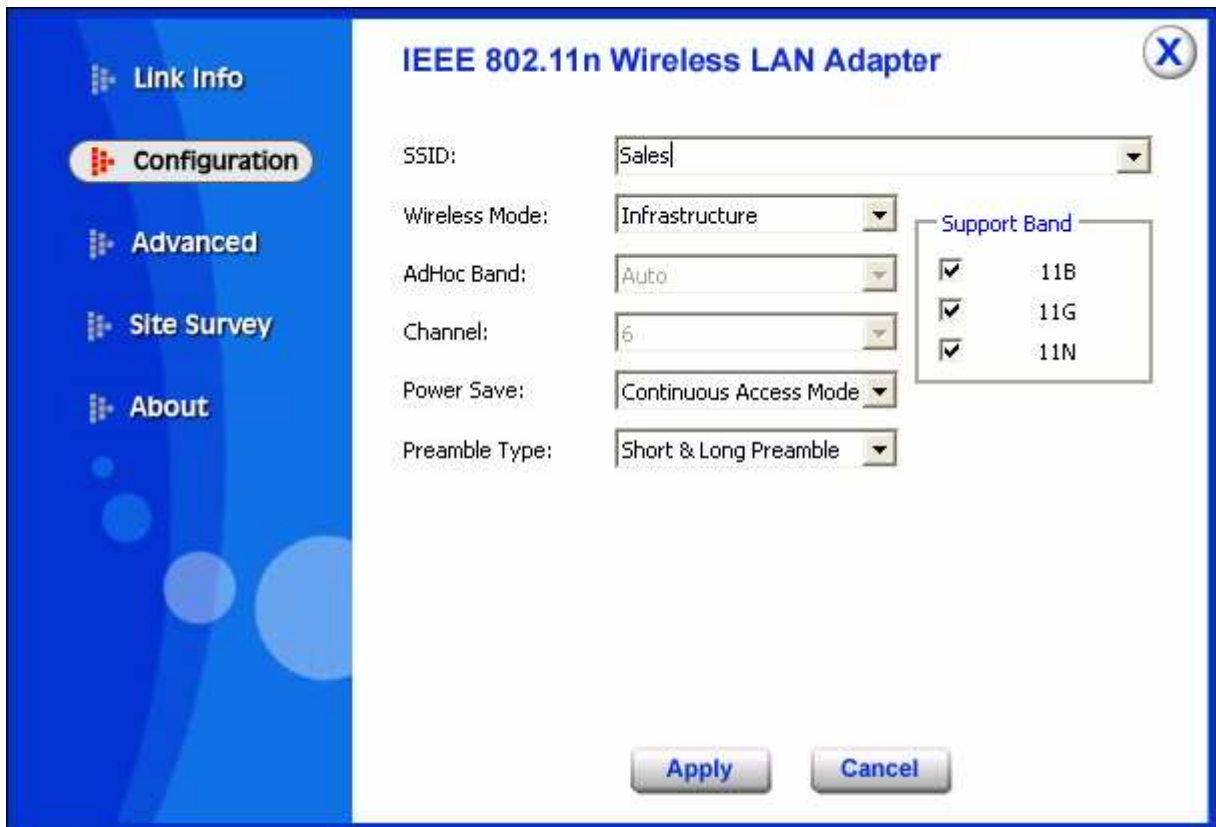 Link Info
Configuration
Advanced
Site Survey
About
IEEE 802.11n Wireless LAN Adapter
X
SSID: Sales
Wireless Mode: Infrastructure
AdHoc Band: Auto
Channel: 6
Power Save: Continuous Access Mode
Preamble Type: Short & Long Preamble
Support Band
11B
11G
11N
Apply Cancel